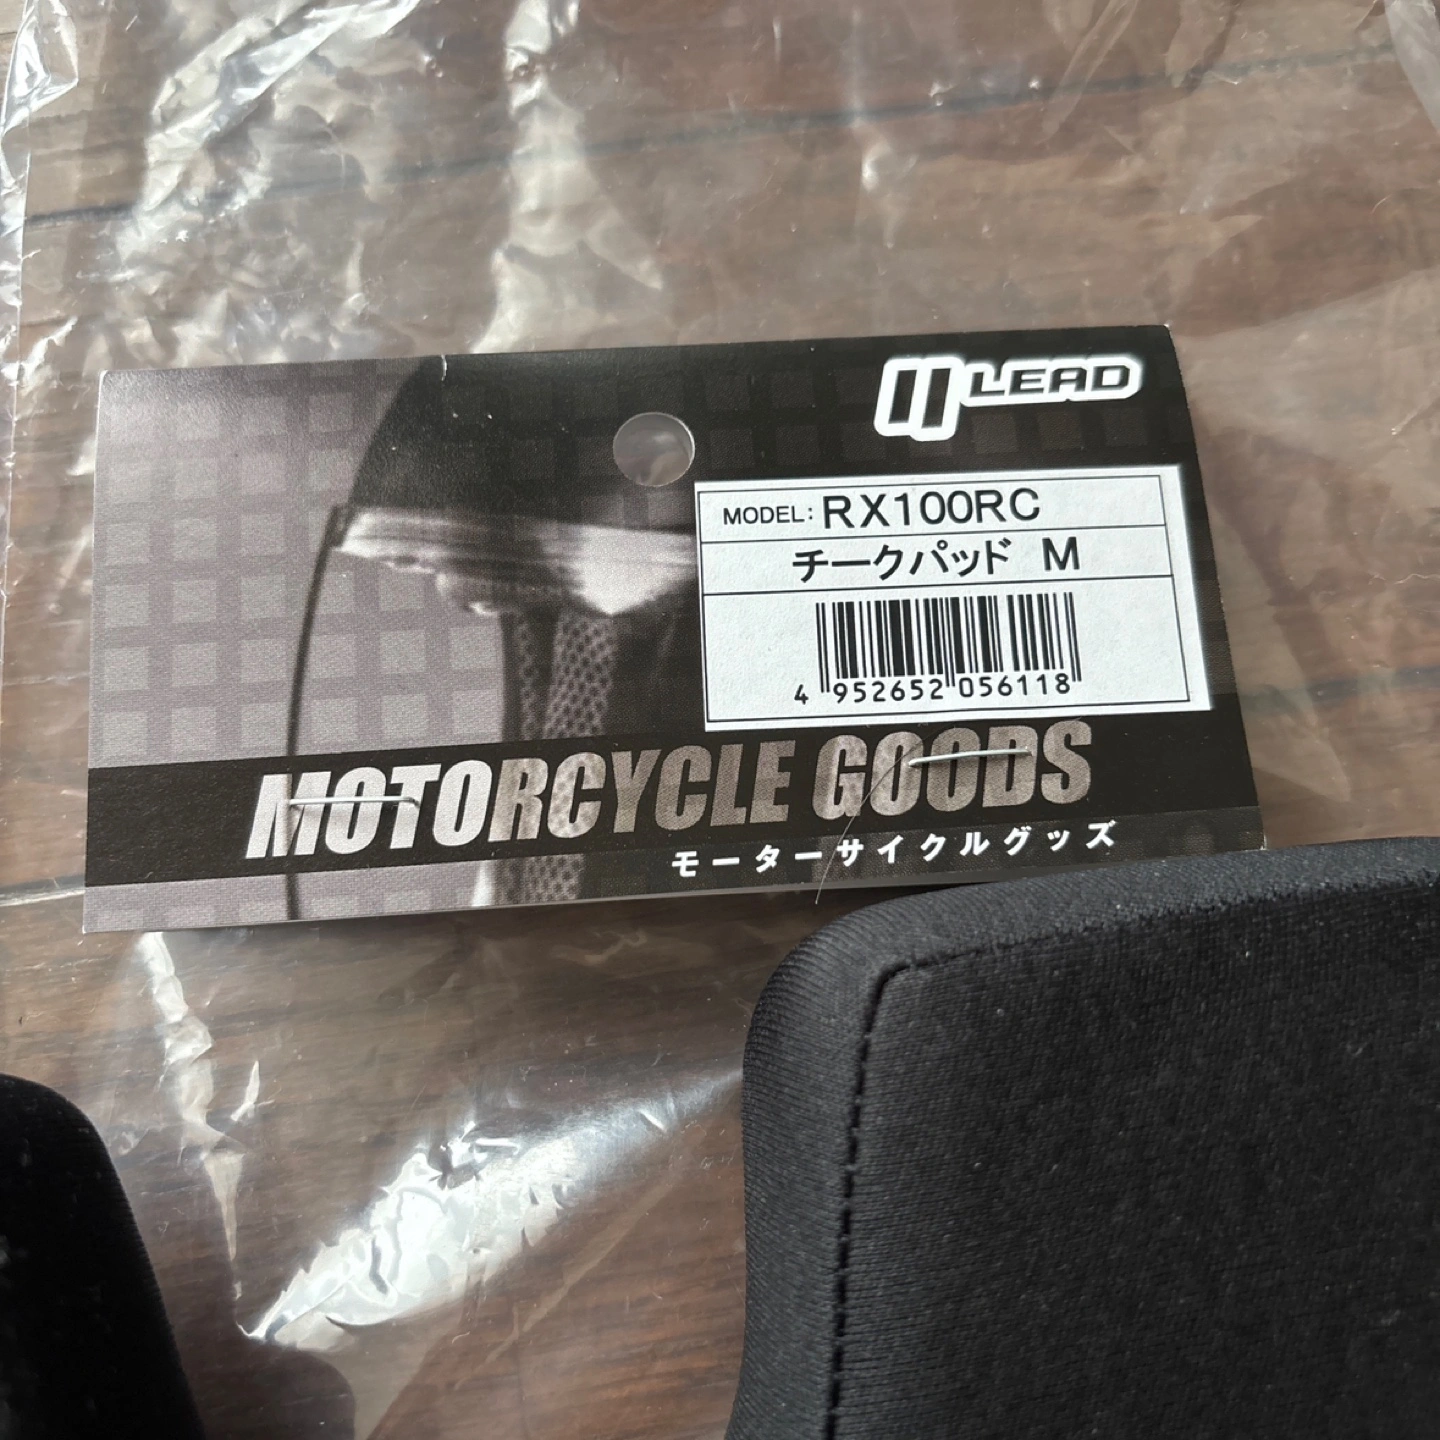 LEAD
MODEL: RX100RC
チークパッド M
4 952652 056118
MOTORCYCLE GOODS
モーターサイクルグッズ